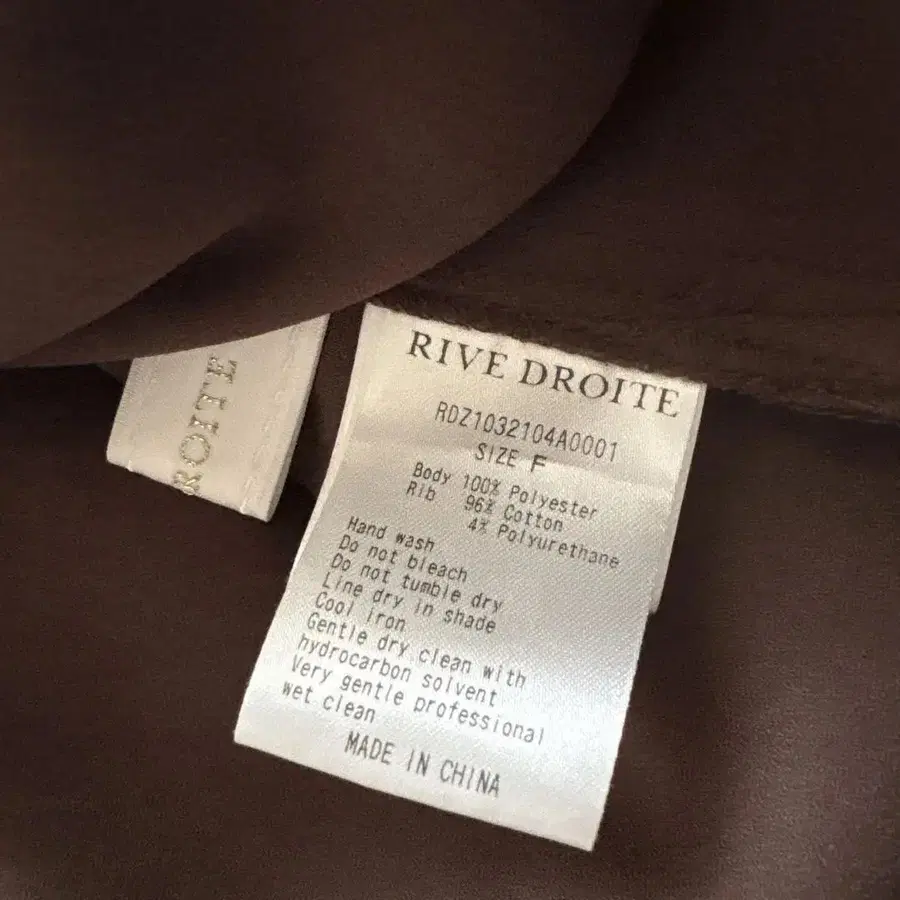 RIVE DROITE
RDZ1032104A0001
SIZE F
Body 100% Polyester
Rib 96% Cotton
4% Polyurethane
Hand wash
Do not bleach
Do not tumble dry
Line dry in shade
Cool iron
Gentle dry clean with
hydrocarbon solvent
Very gentle professional
wet clean
MADE IN CHINA
ROITE